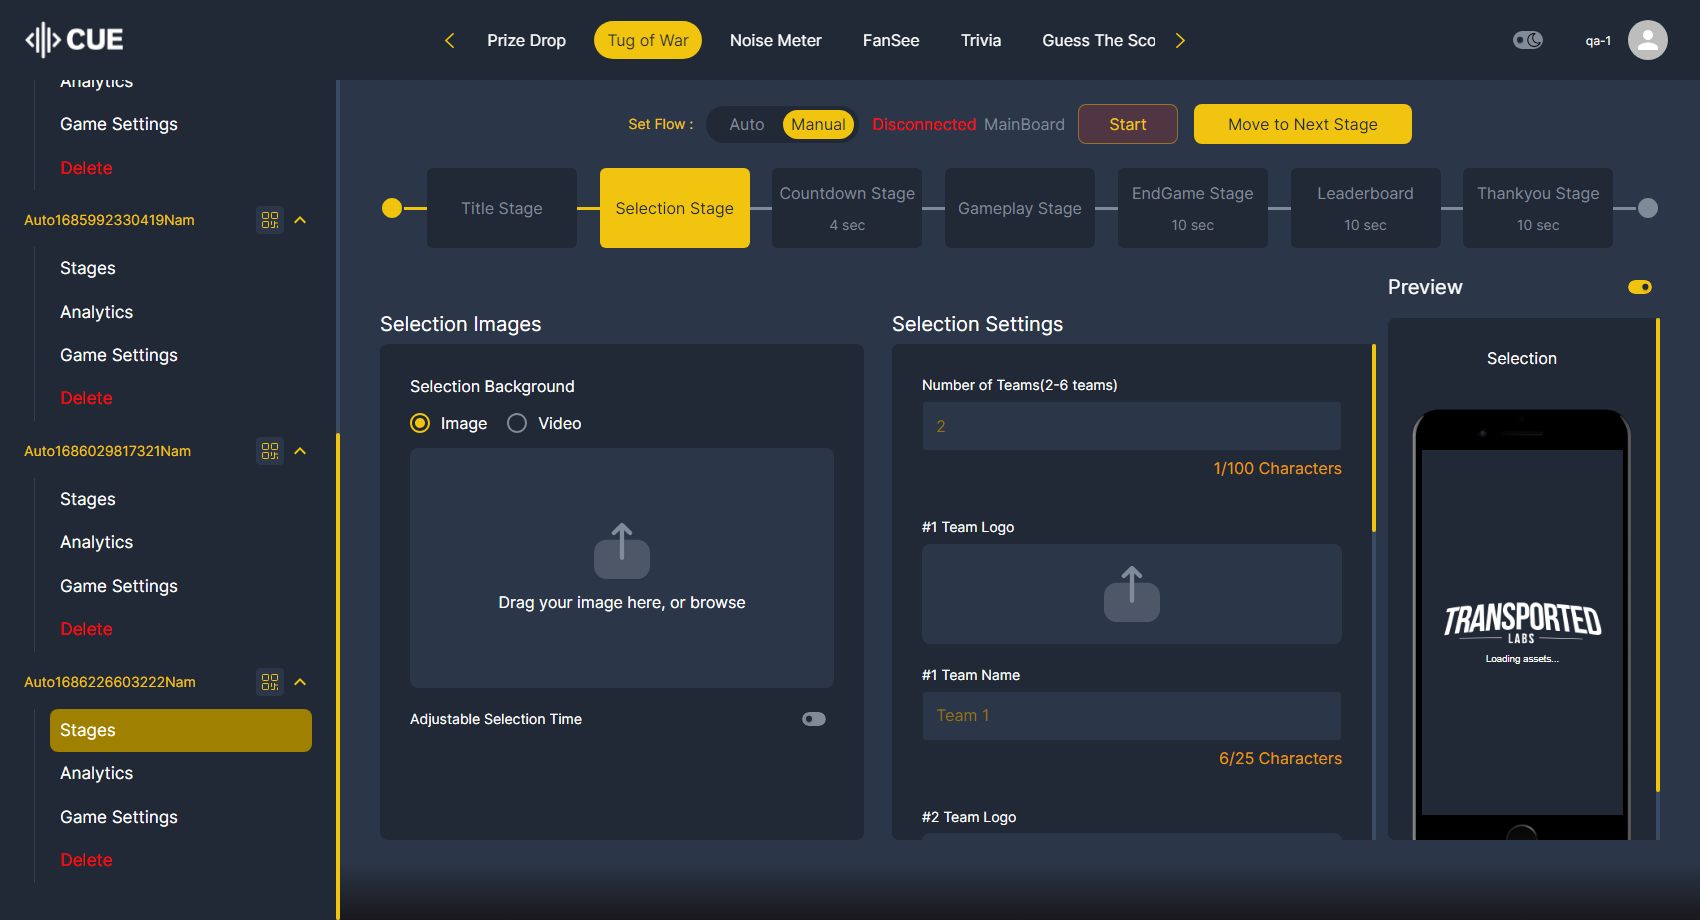 CUE
Prize Drop
Tug of War
Noise Meter
FanSee
Trivia
Guess The Sco
qa-1
Analytics
Game Settings
Delete
Auto1685992330419Nam
Stages
Analytics
Game Settings
Delete
Auto1686029817321Nam
Stages
Analytics
Game Settings
Delete
Auto1686226603222Nam
Stages
Analytics
Game Settings
Delete
Set Flow :
Auto
Manual
Disconnected MainBoard
Start
Move to Next Stage
Title Stage
Selection Stage
Countdown Stage
4 sec
Gameplay Stage
EndGame Stage
10 sec
Leaderboard
10 sec
Thankyou Stage
10 sec
Selection Images
Selection Background
Image
Video
Drag your image here, or browse
Adjustable Selection Time
Selection Settings
Number of Teams(2-6 teams)
2
1/100 Characters
#1 Team Logo
#1 Team Name
Team 1
6/25 Characters
#2 Team Logo
Preview
Selection
TRANSPORTED
LABS
Loading assets...